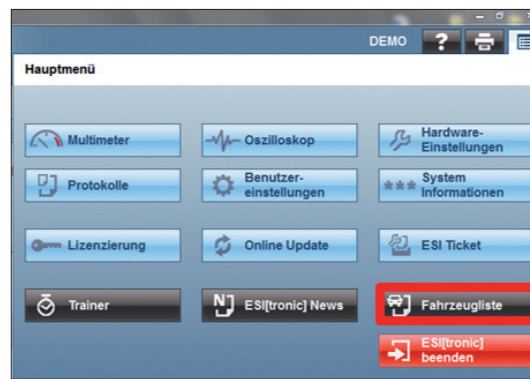 DEMO ?
Hauptmenü
Multimeter
Oszilloskop
Hardware-
Einstellungen
Protokolle
Benutzer-
einstellungen
*** System
Informationen
Lizenzierung
Online Update
ESI Ticket
Trainer
N ESI[tronic] News
Fahrzeugliste
ESI[tronic]
beenden